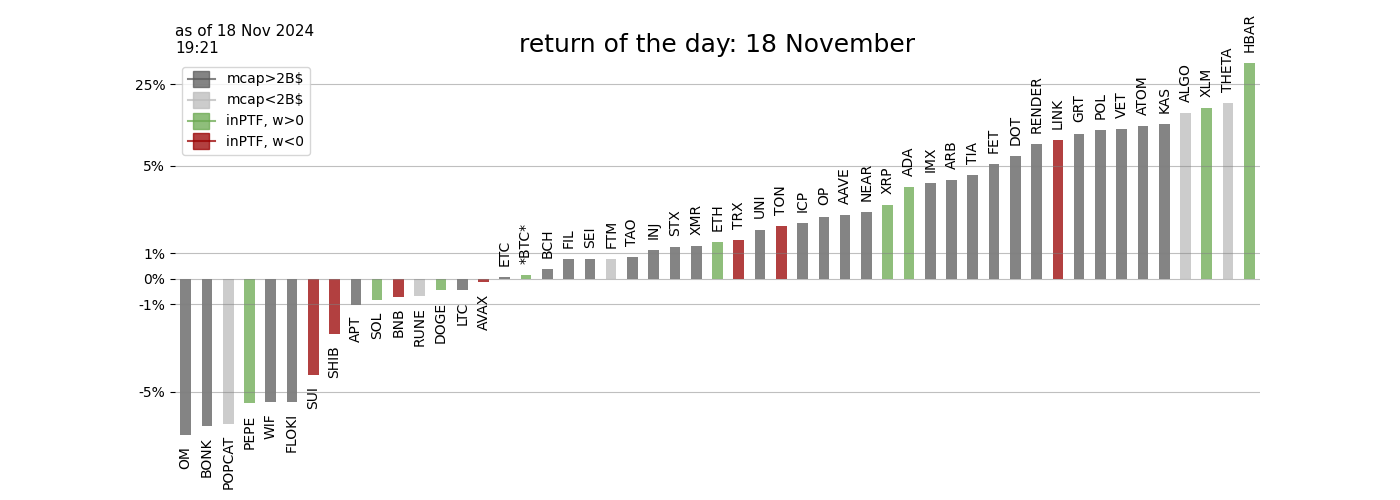 as of 18 Nov 2024
19:21
return of the day: 18 November
mcap>2B$
mcap<2B$
inPTF, w>0
inPTF, w<0
25%
5%
1%
0%
-1%
-5%
OM
BONK
POPCAT
PEPE
WIF
FLOKI
SUI
SHIB
APT
SOL
BNB
RUNE
DOGE
LTC
AVAX
ETC
*BTC*
BCH
FIL
SEI
FTM
TAO
INJ
STX
XMR
ETH
TRX
UNI
TON
ICP
OP
AAVE
NEAR
XRP
ADA
IMX
ARB
TIA
FET
DOT
RENDER
LINK
GRT
POL
VET
ATOM
KAS
ALGO
XLM
THETA
HBAR